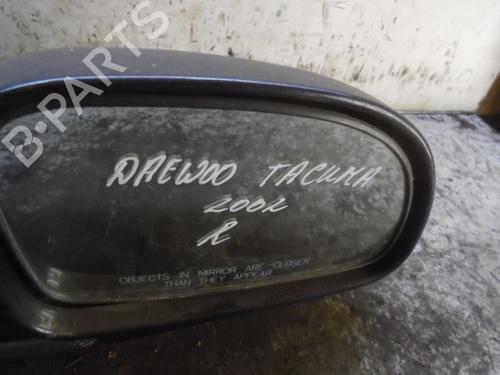 B-PARTS
DAEWOO TACUMA
2002
R
OBJECTS IN MIRROR ARE CLOSER
THAN THEY APPEAR